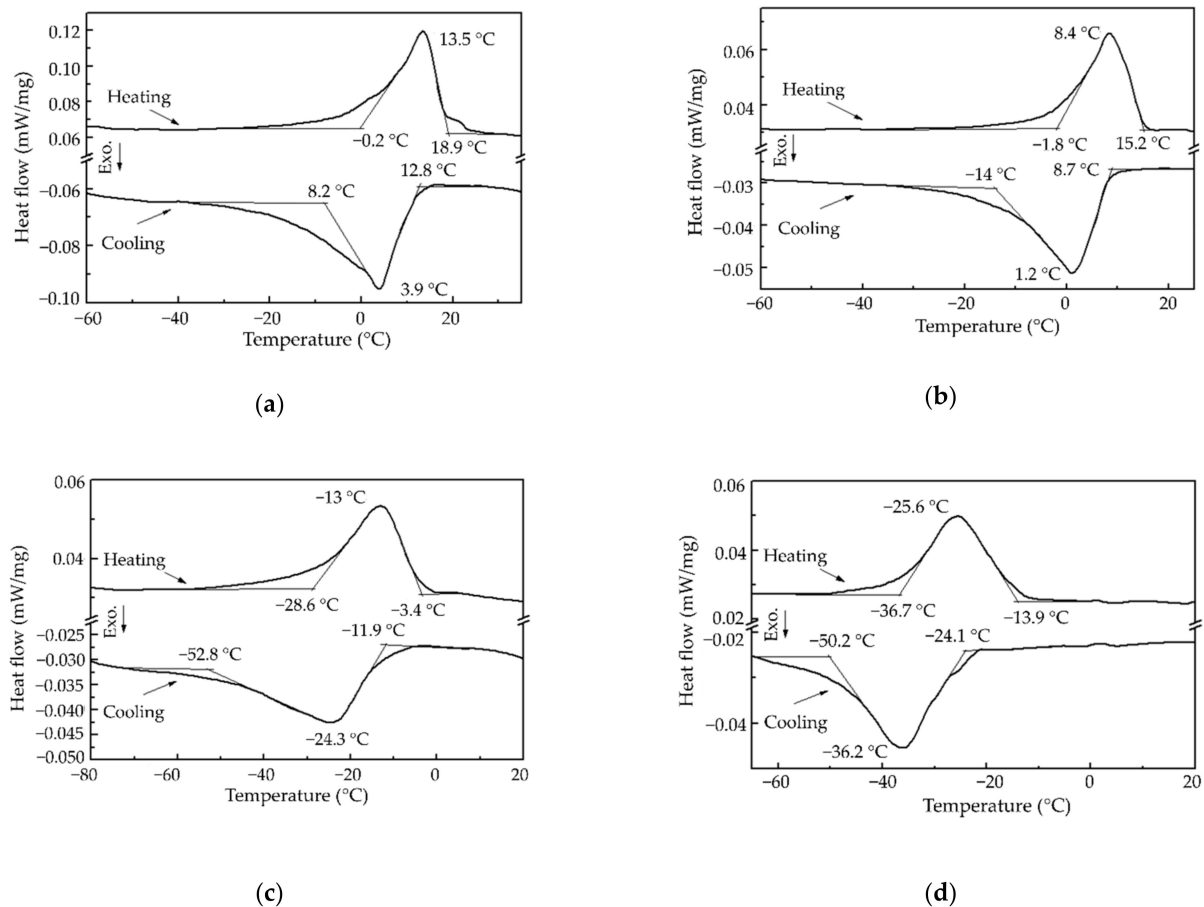 0.12
0.10
0.08
0.06
−0.06
−0.08
−0.10
Heat flow (mW/mg)
Heating
Exo.
Cooling
13.5 °C
−0.2 °C
18.9 °C
12.8 °C
8.2 °C
3.9 °C
−60 −40 −20 0 20
Temperature (°C)
(a)
0.06
0.04
−0.03
−0.04
−0.05
Heat flow (mW/mg)
Heating
Exo.
Cooling
8.4 °C
−1.8 °C
15.2 °C
−14 °C
8.7 °C
1.2 °C
−60 −40 −20 0 20
Temperature (°C)
(b)
0.06
0.04
−0.025
−0.030
−0.035
−0.040
−0.045
−0.050
Heat flow (mW/mg)
Heating
Exo.
Cooling
−13 °C
−28.6 °C
−3.4 °C
−11.9 °C
−52.8 °C
−24.3 °C
−80 −60 −40 −20 0 20
Temperature (°C)
(c)
0.06
0.04
0.02
−0.02
−0.04
Heat flow (mW/mg)
Heating
Exo.
Cooling
−25.6 °C
−36.7 °C
−13.9 °C
−50.2 °C
−24.1 °C
−36.2 °C
−60 −40 −20 0 20
Temperature (°C)
(d)